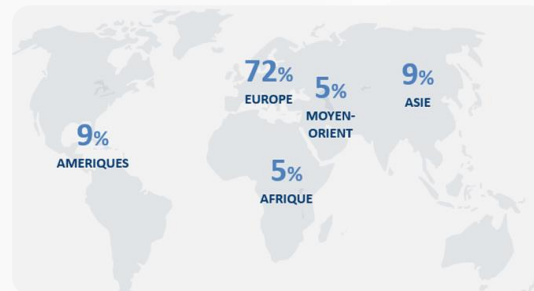 72%
EUROPE
5%
MOYEN-
ORIENT
9%
ASIE
9%
AMERIQUES
5%
AFRIQUE